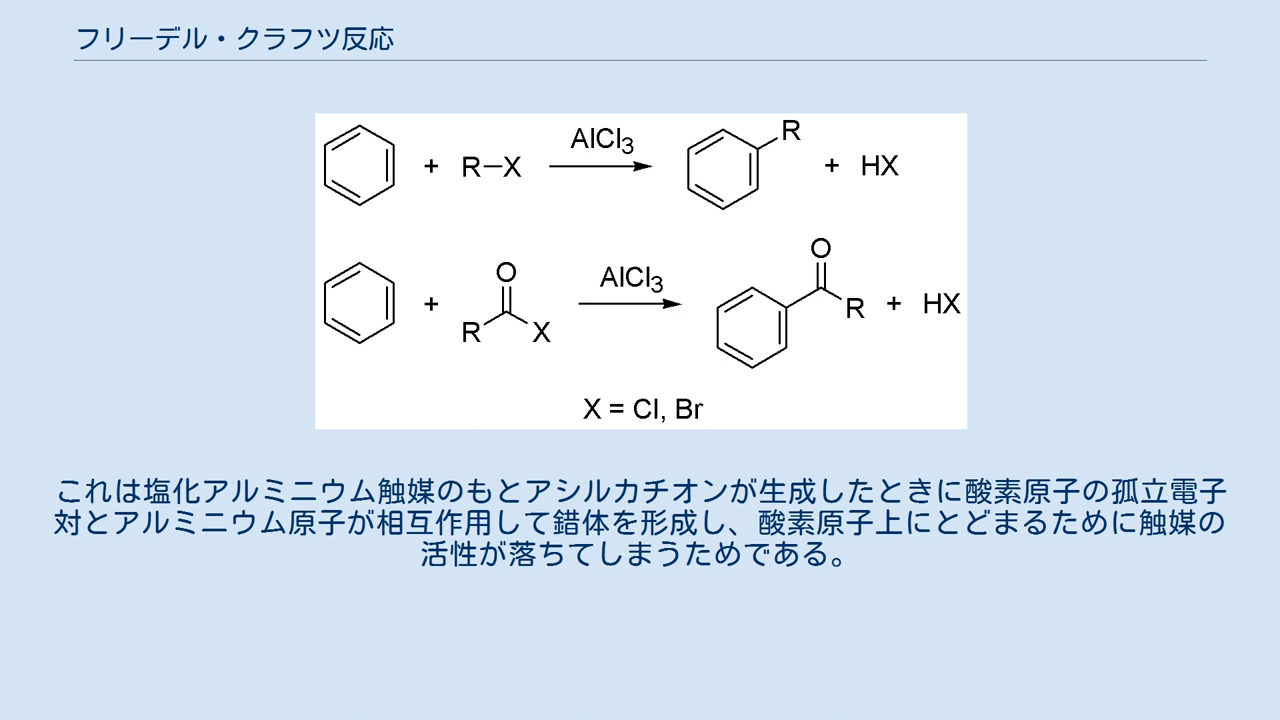 フリーデル・クラフツ反応
+ R−X AlCl3 R + HX
+ R O X AlCl3 O R + HX
X = Cl, Br
これは塩化アルミニウム触媒のもとアシルカチオンが生成したときに酸素原子の孤立電子
対とアルミニウム原子が相互作用して錯体を形成し、酸素原子上にとどまるために触媒の
活性が落ちてしまうためである。